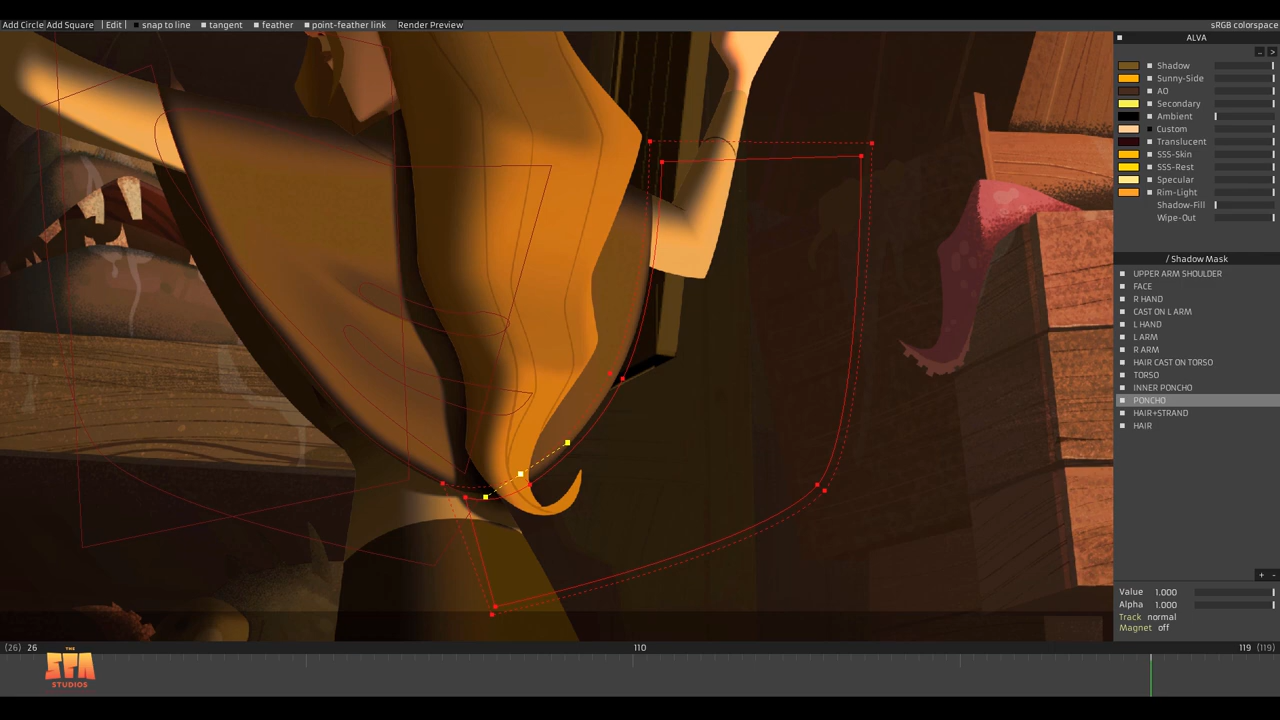 Add Circle Add Square | Edit | snap to line tangent feather point-feather link Render Preview sRGB colorspace
ALVA
.. >
Shadow
Sunny-Side
AO
Secondary
Ambient
Custom
Translucent
SSS-Skin
SSS-Rest
Specular
Rim-Light
Shadow-Fill
Wipe-Out
/ Shadow Mask
UPPER ARM SHOULDER
FACE
R HAND
CAST ON L ARM
L HAND
L ARM
R ARM
HAIR CAST ON TORSO
TORSO
INNER PONCHO
PONCHO
HAIR+STRAND
HAIR
+ -
Value 1.000
Alpha 1.000
Track normal
Magnet off
(26) 26 110 119 (119)
THE
SPA
STUDIOS